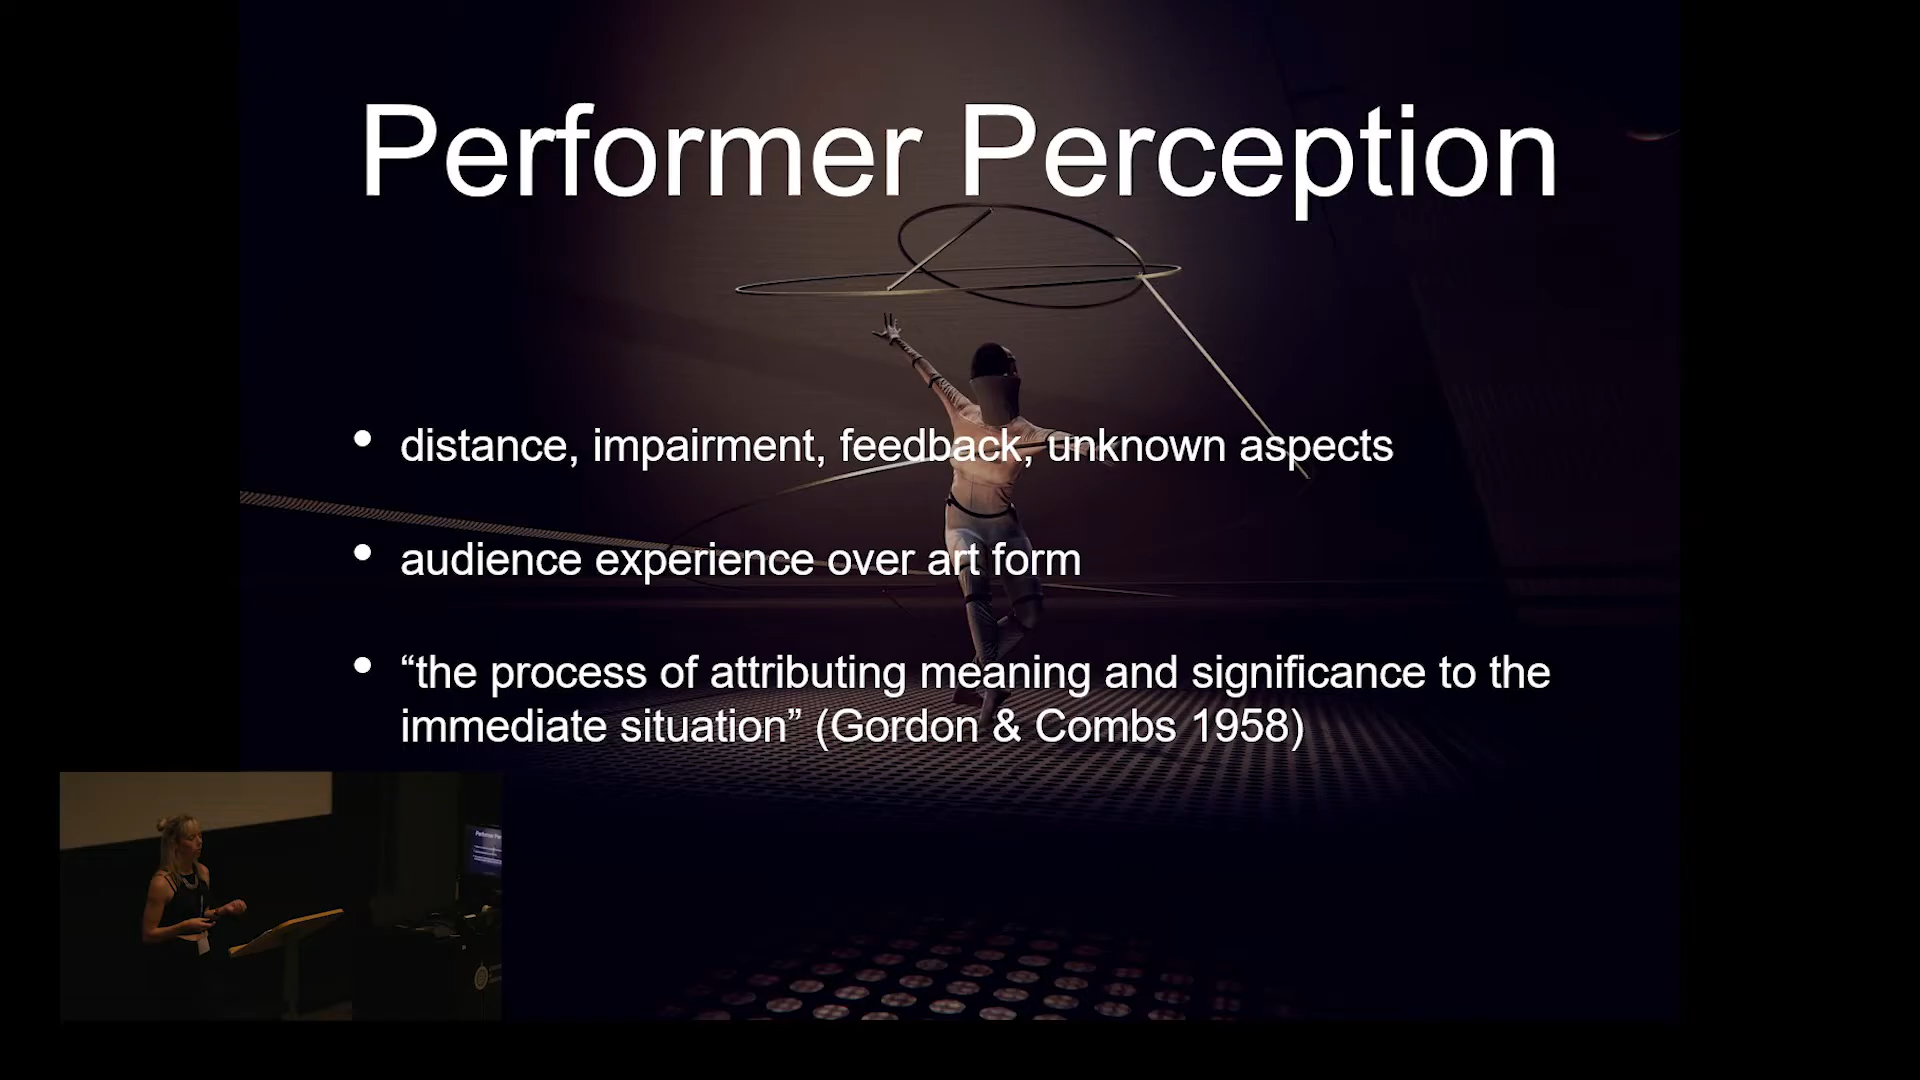 Performer Perception
• distance, impairment, feedback, unknown aspects
• audience experience over art form
• “the process of attributing meaning and significance to the
immediate situation” (Gordon & Combs 1958)